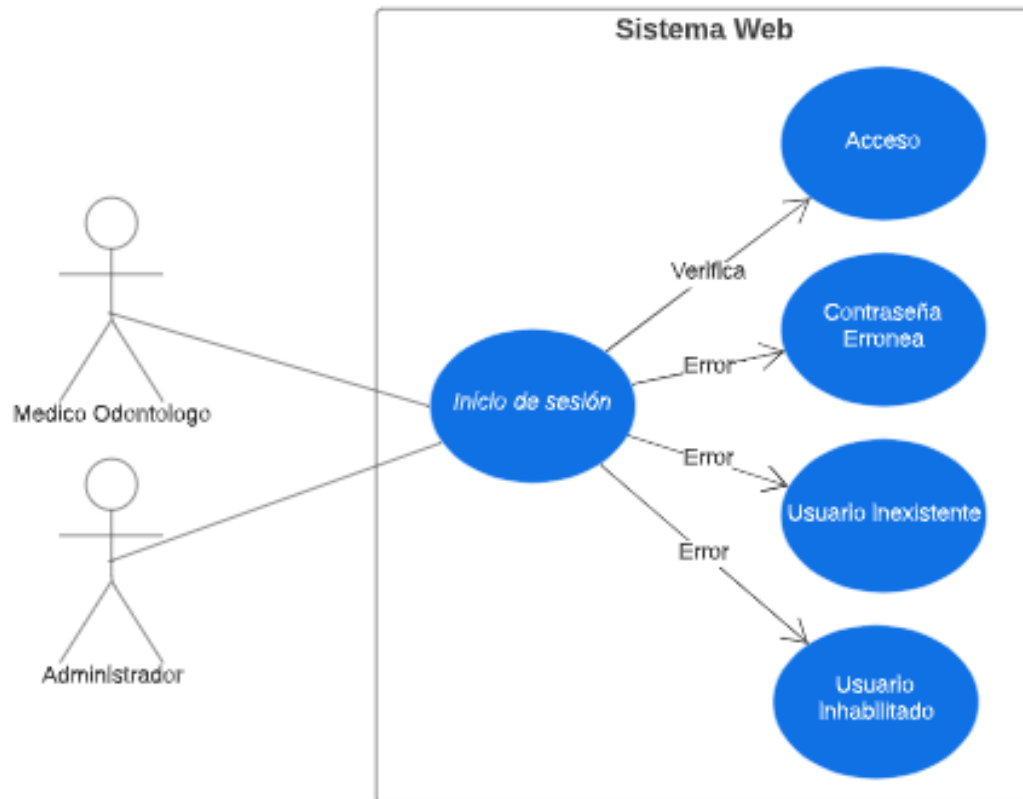 Sistema Web
Acceso
Verifica
Contraseña
Erronea
Error
Inicio de sesión
Medico Odontologo
Error
Usuario Inexistente
Error
Administrador
Usuario
Inhabilitado